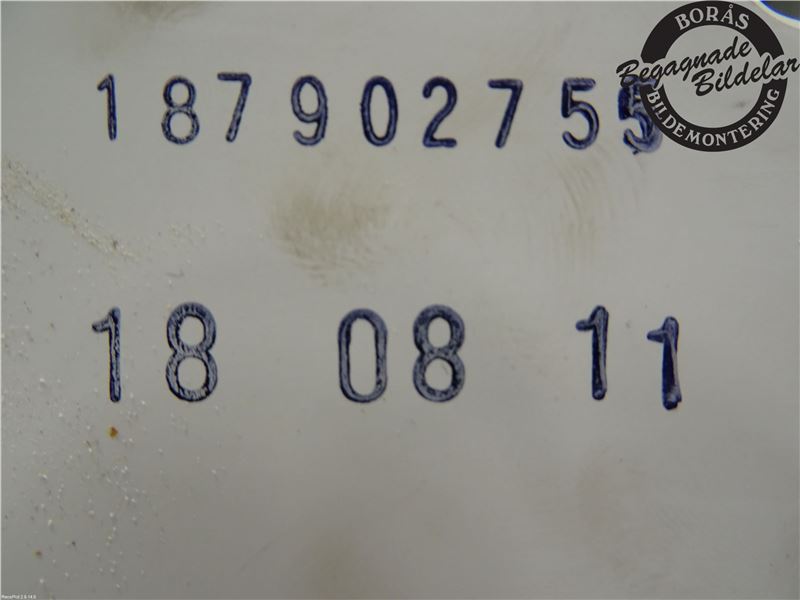 BORÅS
Begagnade
Bildelar
BILDEMONTERING
187902755
18 08 11